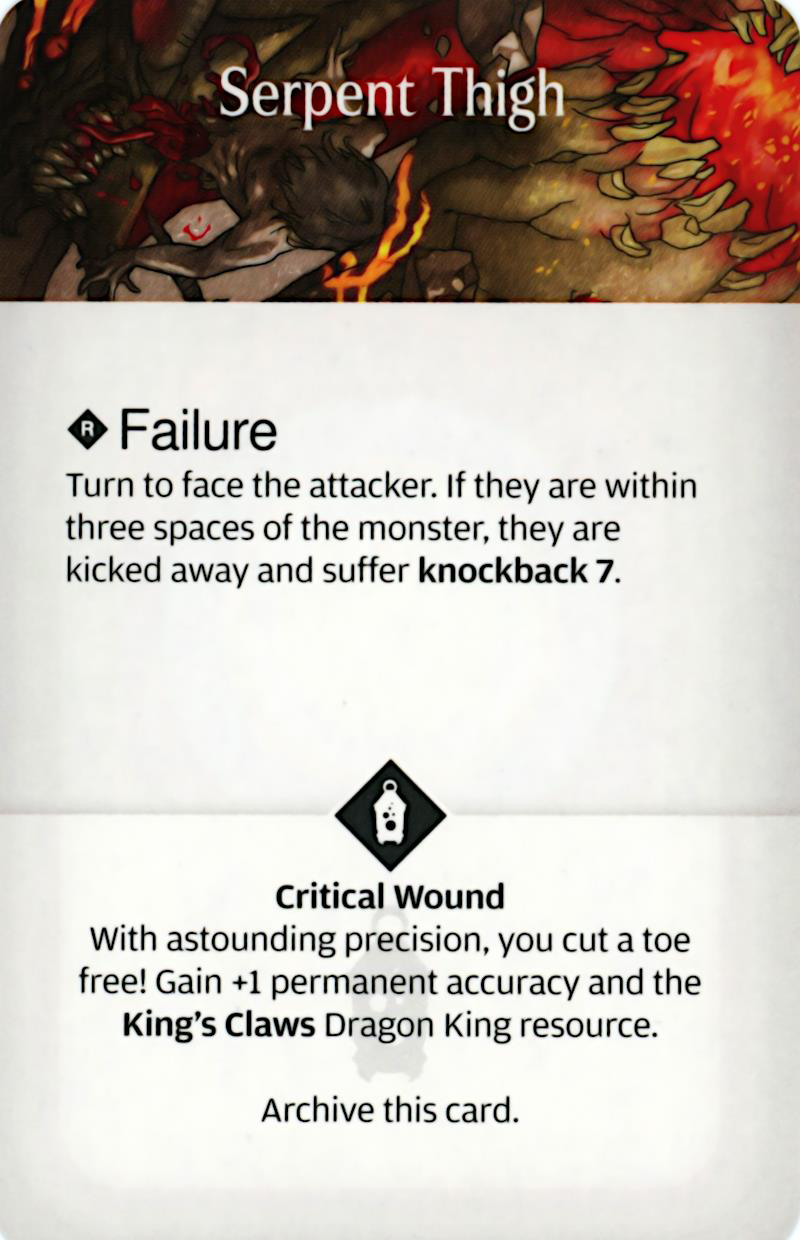 Serpent Thigh
R Failure
Turn to face the attacker. If they are within
three spaces of the monster, they are
kicked away and suffer knockback 7.
Critical Wound
With astounding precision, you cut a toe
free! Gain +1 permanent accuracy and the
King's Claws Dragon King resource.
Archive this card.